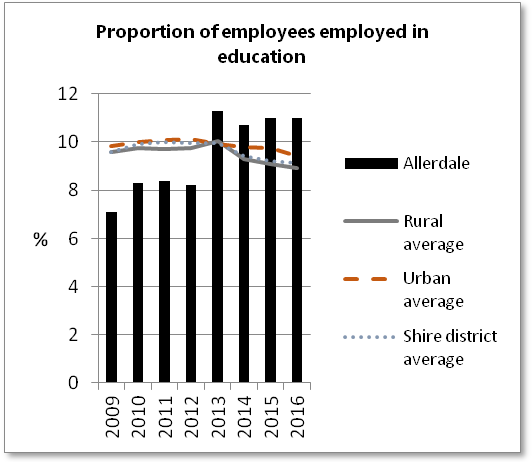 Proportion of employees employed in
education
12
10
8
6
4
2
0
%
2009
2010
2011
2012
2013
2014
2015
2016
Allerdale
Rural
average
Urban
average
Shire district
average